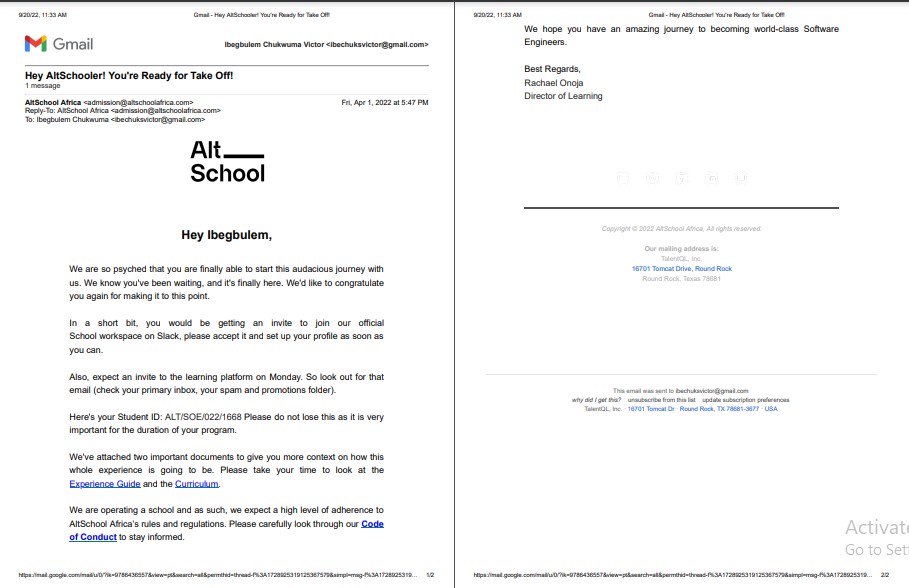 9/20/22, 11:33 AM Gmail - Hey AltSchooler! You're Ready for Take Off!
Gmail Ibegbulem Chukwuma Victor <ibechuksvictor@gmail.com>
Hey AltSchooler! You're Ready for Take Off!
1 message
AltSchool Africa <admission@altschoolafrica.com> Fri, Apr 1, 2022 at 5:47 PM
Reply-To: AltSchool Africa <admission@altschoolafrica.com>
To: Ibegbulem Chukwuma <ibechuksvictor@gmail.com>
Alt
School
Hey Ibegbulem,
We are so psyched that you are finally able to start this audacious journey with
us. We know you've been waiting, and it's finally here. We'd like to congratulate
you again for making it to this point.
In a short bit, you would be getting an invite to join our official
School workspace on Slack, please accept it and set up your profile as soon as
you can.
Also, expect an invite to the learning platform on Monday. So look out for that
email (check your primary inbox, your spam and promotions folder).
Here's your Student ID: ALT/SOE/022/1668 Please do not lose this as it is very
important for the duration of your program.
We've attached two important documents to give you more context on how this
whole experience is going to be. Please take your time to look at the
Experience Guide and the Curriculum.
We are operating a school and as such, we expect a high level of adherence to
AltSchool Africa's rules and regulations. Please carefully look through our Code
of Conduct to stay informed.
https://mail.google.com/mail/u/0/?ik=9786436557&view=pt&search=all&permthid=thread-f%3A1728925319125367579&simpl=msg-f%3A1728925319... 1/2
9/20/22, 11:33 AM Gmail - Hey AltSchooler! You're Ready for Take Off!
We hope you have an amazing journey to becoming world-class Software
Engineers.
Best Regards,
Rachael Onoja
Director of Learning
Copyright © 2022 AltSchool Africa, All rights reserved.
Our mailing address is:
TalentQL, Inc.
16701 Tomcat Drive, Round Rock
Round Rock, Texas 78681
This email was sent to ibechuksvictor@gmail.com
why did I get this? unsubscribe from this list update subscription preferences
TalentQL, Inc. · 16701 Tomcat Dr · Round Rock, TX 78681-3677 · USA
Activate
Go to Set
https://mail.google.com/mail/u/0/?ik=9786436557&view=pt&search=all&permthid=thread-f%3A1728925319125367579&simpl=msg-f%3A1728925319... 2/2